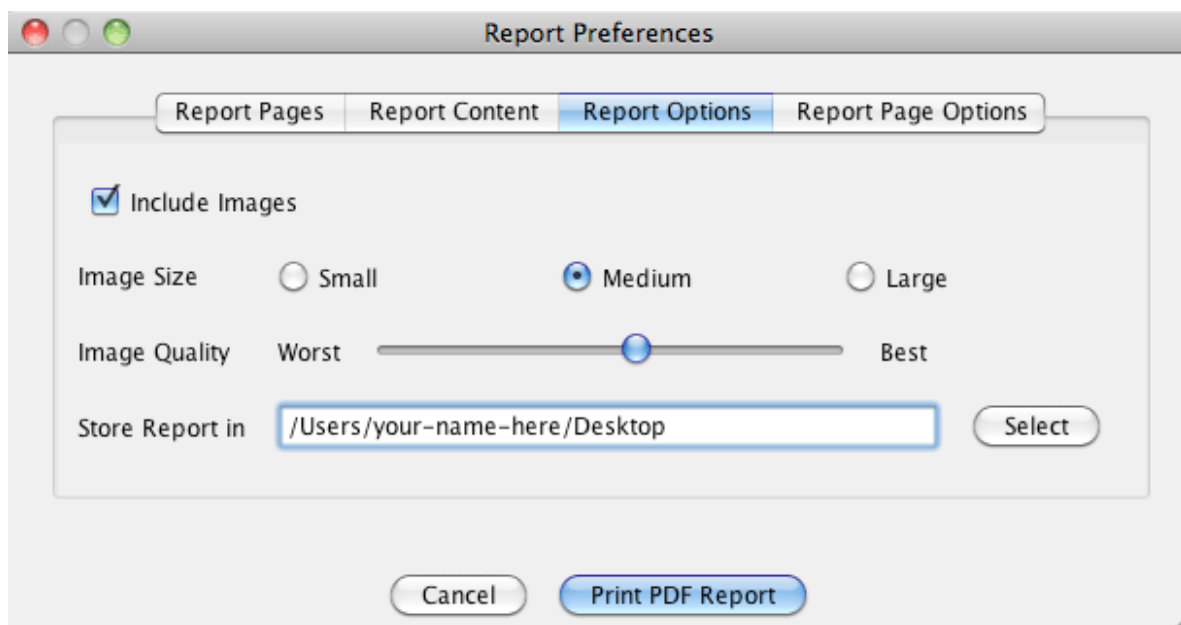 Report Preferences
Report Pages Report Content Report Options Report Page Options
Include Images
Image Size Small Medium Large
Image Quality Worst Best
Store Report in /Users/your-name-here/Desktop Select
Cancel Print PDF Report